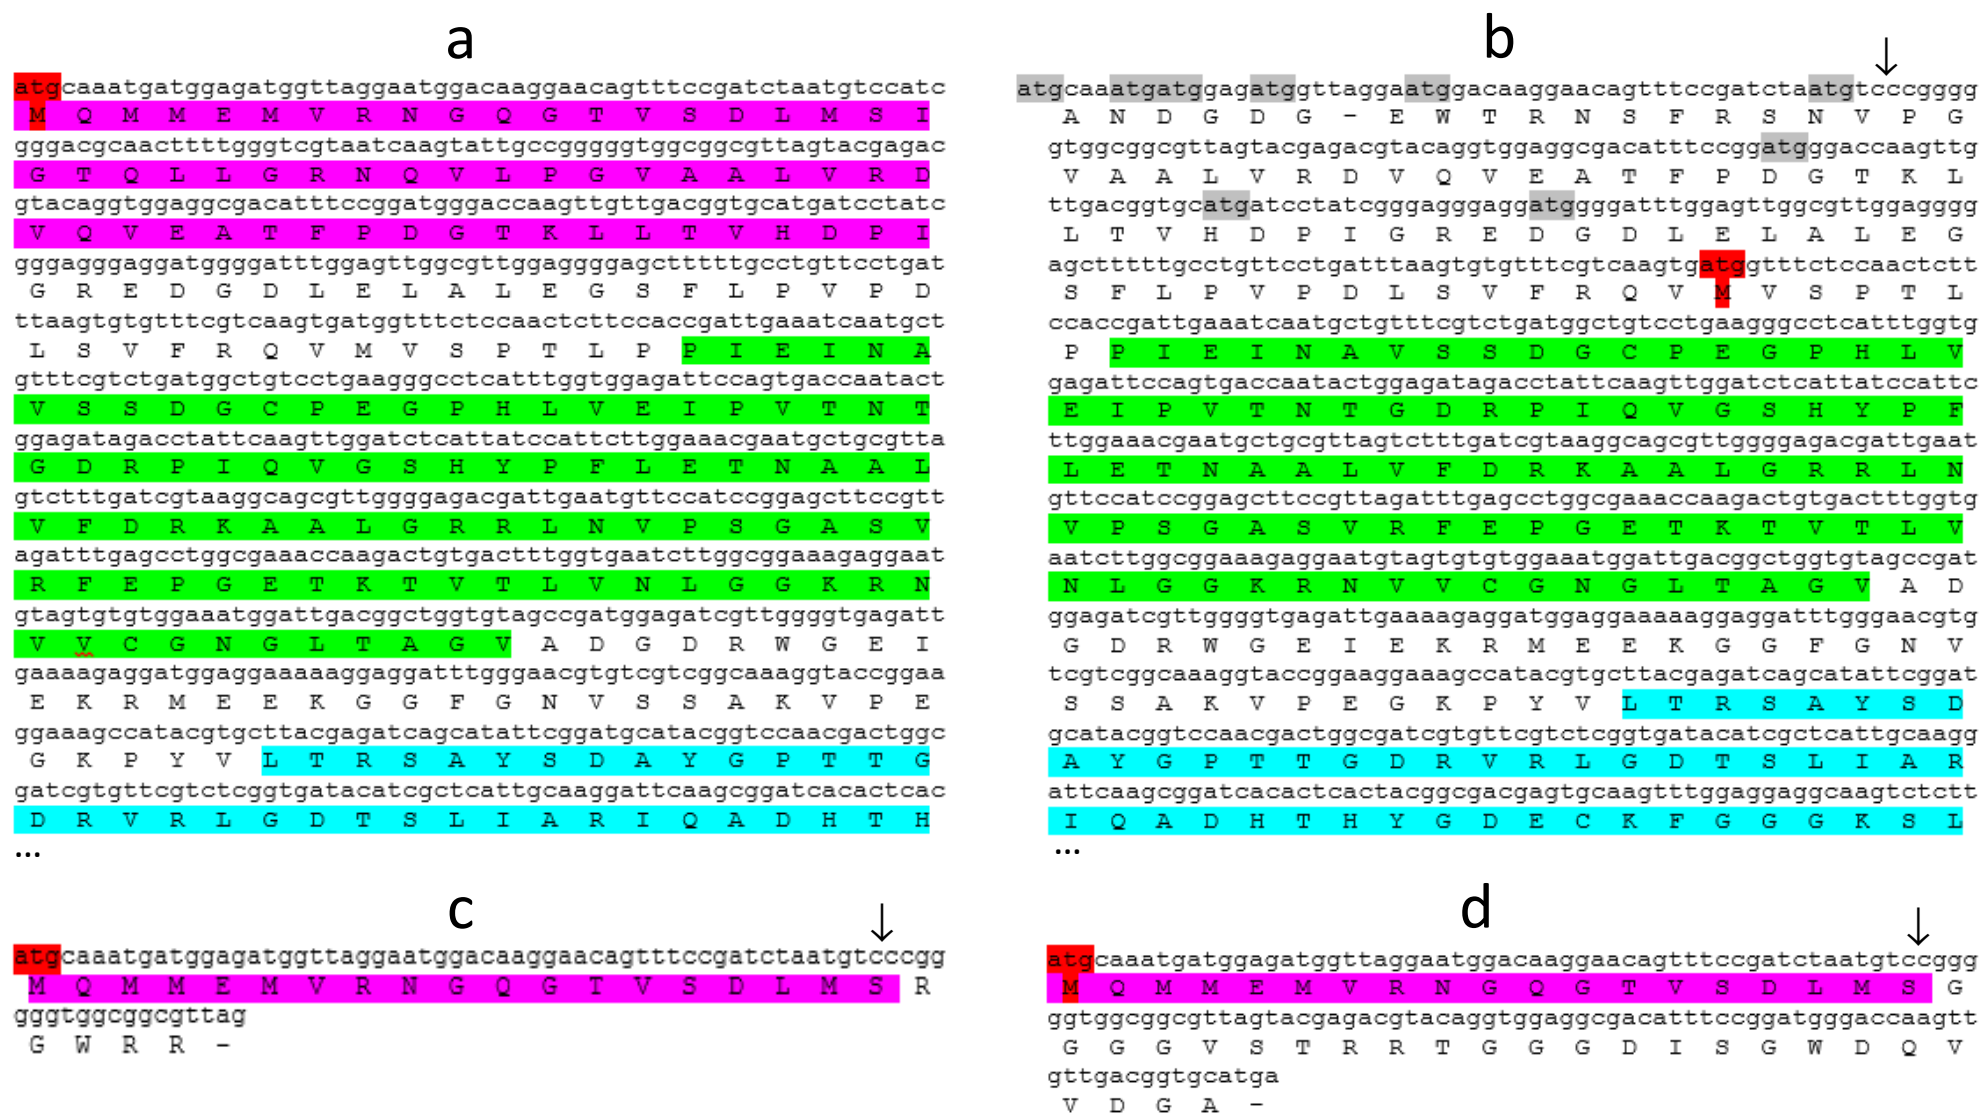 a
atgcaaatgatggagatggttaggaatggacaaggaacagtttccgatctaatgtccatc
M Q M M E M V R N G Q G T V S D L M S I
gggacgcaacttttgggtcgtaatcaagtattgccgggggtggcggcgttagtacgagac
G T Q L L G R N Q V L P G V A A L V R D
gtacaggtggaggcgacatttccggatgggaccaagttgttgacggtgcatgatcctatc
V Q V E A T F P D G T K L L T V H D P I
gggagggaggatggggatttggagttggcgttggaggggagctttttgcctgttcctgat
G R E D G D L E L A L E G S F L P V P D
ttaagtgtgtttcgtcaagtgatggtttctccaactcttccaccgattgaaatcaatgct
L S V F R Q V M V S P T L P P I E I N A
gtttcgtctgatggctgtcctgaagggcctcatttggtggagattccagtgaccaatact
V S S D G C P E G P H L V E I P V T N T
ggagatagacctattcaagttggatctcattatccattcttggaaacgaatgctgcgtta
G D R P I Q V G S H Y P F L E T N A A L
gtctttgatcgtaaggcagcgttggggagacgattgaatgttccatccggagcttccgtt
V F D R K A A L G R R L N V P S G A S V
agatttgagcctggcgaaaccaagactgtgactttggtgaatcttggcggaaagaggaat
R F E P G E T K T V T L V N L G G K R N
gtagtgtgtggaaatggattgacggctggtgtagccgatggagatcgttggggtgagatt
V V C G N G L T A G V A D G D R W G E I
gaaaagaggatggaggaaaaaggaggatttgggaacgtgtcgtcggcaaaggtaccggaa
E K R M E E K G G F G N V S S A K V P E
ggaaagccatacgtgcttacgagatcagcatattcggatgcatacggtccaacgactggc
G K P Y V L T R S A Y S D A Y G P T T G
gatcgtgttcgtctcggtgatacatcgctcattgcaaggattcaagcggatcacactcac
D R V R L G D T S L I A R I Q A D H T H
...
b
↓
atgcaaatgatggagatggttaggaatggacaaggaacagtttccgatctaatgtcccgggg
A N D G D G - E W T R N S F R S N V P G
gtggcggcgttagtacgagacgtacaggtggaggcgacatttccggatgggaccaagttg
V A A L V R D V Q V E A T F P D G T K L
ttgacggtgcatgatcctatcgggagggaggatggggatttggagttggcgttggagggg
L T V H D P I G R E D G D L E L A L E G
agctttttgcctgttcctgatttaagtgtgtttcgtcaagtgatggtttctccaactctt
S F L P V P D L S V F R Q V M V S P T L
ccaccgattgaaatcaatgctgtttcgtctgatggctgtcctgaagggcctcatttggtg
P P I E I N A V S S D G C P E G P H L V
gagattccagtgaccaatactggagatagacctattcaagttggatctcattatccattc
E I P V T N T G D R P I Q V G S H Y P F
ttggaaacgaatgctgcgttagtctttgatcgtaaggcagcgttggggagacgattgaat
L E T N A A L V F D R K A A L G R R L N
gttccatccggagcttccgttagatttgagcctggcgaaaccaagactgtgactttggtg
V P S G A S V R F E P G E T K T V T L V
aatcttggcggaaagaggaatgtagtgtgtggaaatggattgacggctggtgtagccgat
N L G G K R N V V C G N G L T A G V A D
ggagatcgttggggtgagattgaaaagaggatggaggaaaaaggaggatttgggaacgtg
G D R W G E I E K R M E E K G G F G N V
tcgtcggcaaaggtaccggaaggaaagccatacgtgcttacgagatcagcatattcggat
S S A K V P E G K P Y V L T R S A Y S D
gcatacggtccaacgactggcgatcgtgttcgtctcggtgatacatcgctcattgcaagg
A Y G P T T G D R V R L G D T S L I A R
attcaagcggatcacactcactacggcgacgagtgcaagtttggaggaggcaagtctctt
I Q A D H T H Y G D E C K F G G G K S L
...
c
↓
atgcaaatgatggagatggttaggaatggacaaggaacagtttccgatctaatgtcccgg
M Q M M E M V R N G Q G T V S D L M S R
gggtggcggcgttag
G W R R -
d
↓
atgcaaatgatggagatggttaggaatggacaaggaacagtttccgatctaatgtccggg
M Q M M E M V R N G Q G T V S D L M S G
ggtggcggcgttagtacgagacgtacaggtggaggcgacatttccggatgggaccaagtt
G G G V S T R R T G G G D I S G W D Q V
gttgacggtgcatga
V D G A -